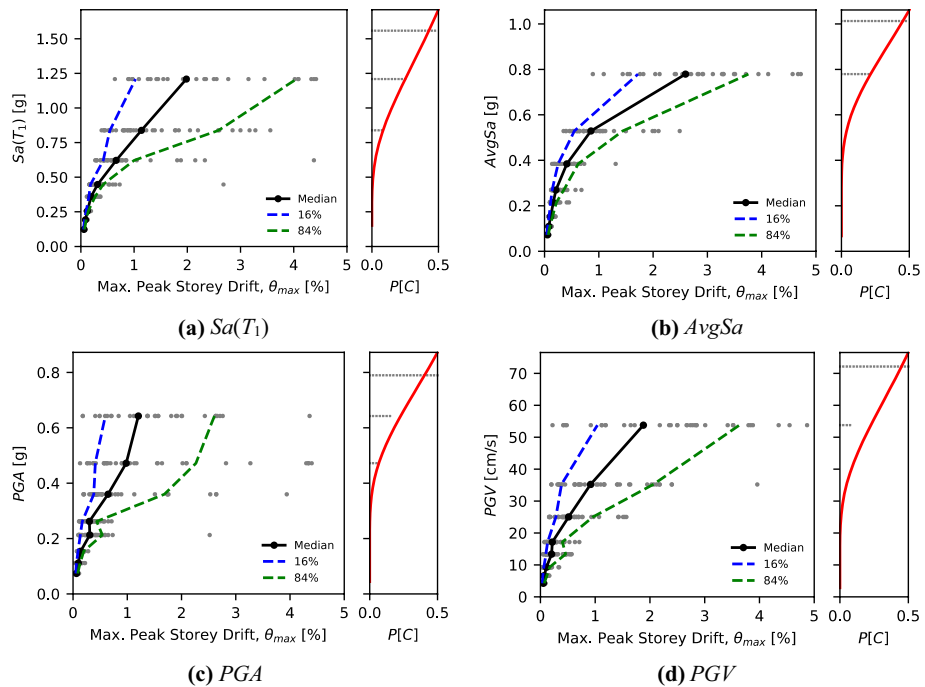 1.50
1.25
1.00
0.75
0.50
0.25
0.00
Sa(T₁) [g]
Median
16%
84%
0 1 2 3 4 5
Max. Peak Storey Drift, θmax [%]
0.0 0.5
P[C]
(a) Sa(T₁)
1.0
0.8
0.6
0.4
0.2
0.0
AvgSa [g]
Median
16%
84%
0 1 2 3 4 5
Max. Peak Storey Drift, θmax [%]
0.0 0.5
P[C]
(b) AvgSa
0.8
0.6
0.4
0.2
0.0
PGA [g]
Median
16%
84%
0 1 2 3 4 5
Max. Peak Storey Drift, θmax [%]
0.0 0.5
P[C]
(c) PGA
70
60
50
40
30
20
10
0
PGV [cm/s]
Median
16%
84%
0 1 2 3 4 5
Max. Peak Storey Drift, θmax [%]
0.0 0.5
P[C]
(d) PGV